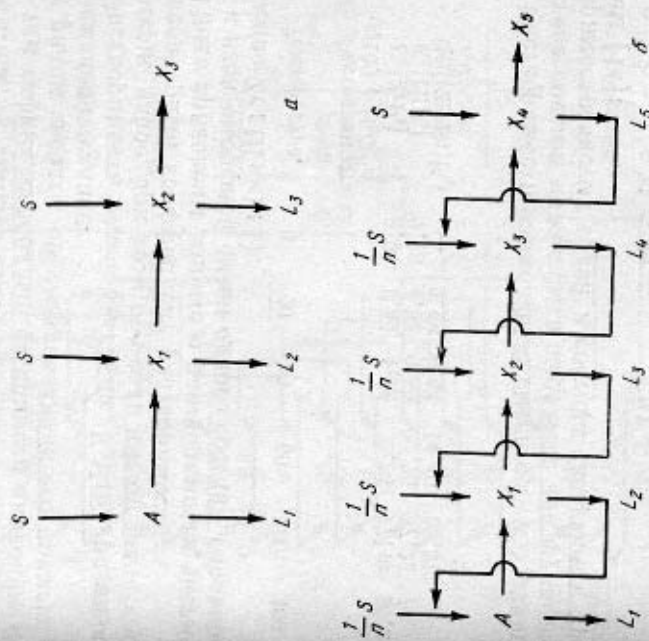 S S S
A X₁ X₂ X₃
L₁ L₂ L₃
а
1/n S 1/n S 1/n S 1/n S S
A X₁ X₂ X₃ X₄ X₅
L₁ L₂ L₃ L₄ L₅
б